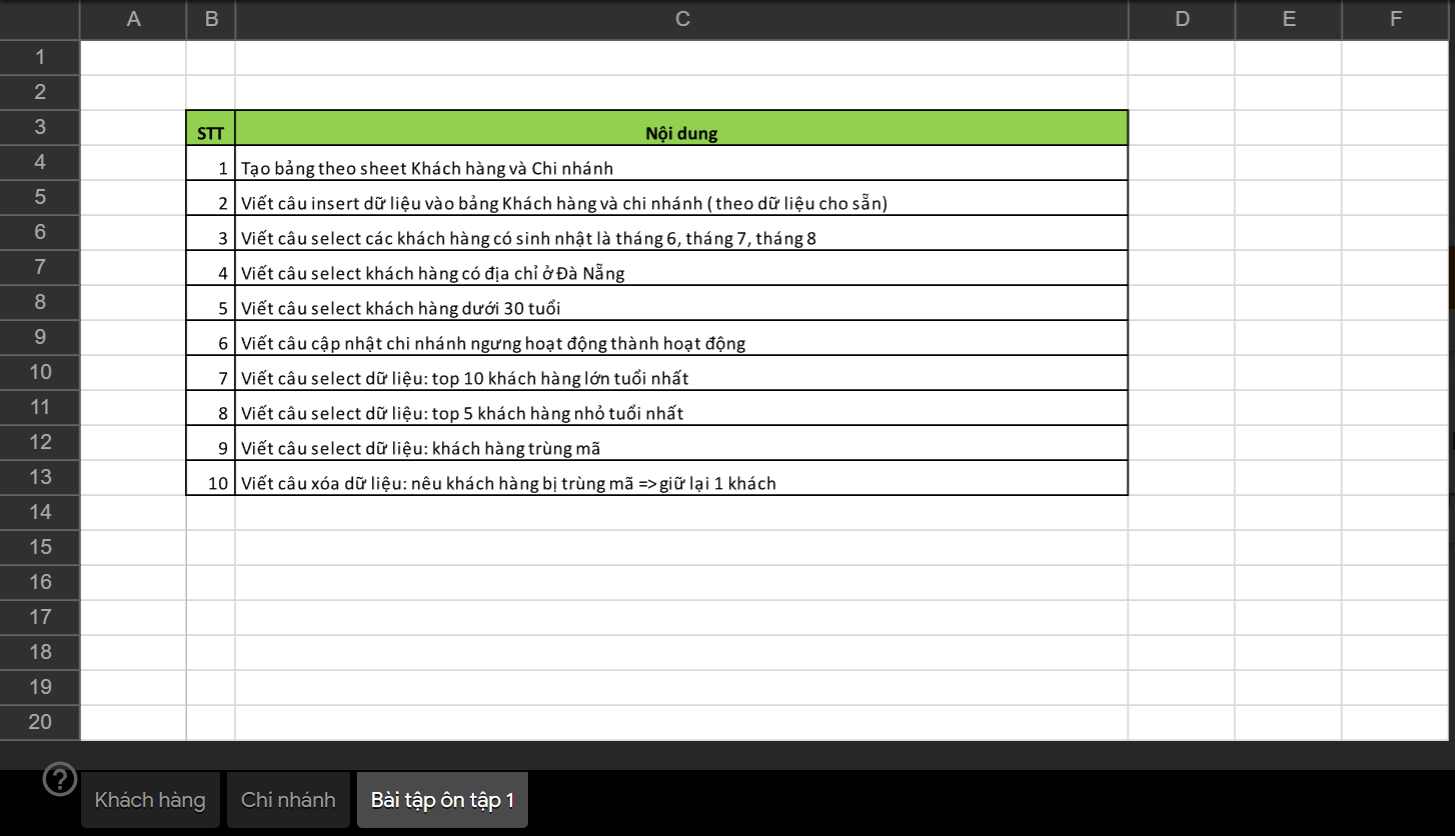 A B C D E F
1
2
3 STT Nội dung
4 1 Tạo bảng theo sheet Khách hàng và Chi nhánh
5 2 Viết câu insert dữ liệu vào bảng Khách hàng và chi nhánh ( theo dữ liệu cho sẵn)
6 3 Viết câu select các khách hàng có sinh nhật là tháng 6, tháng 7, tháng 8
7 4 Viết câu select khách hàng có địa chỉ ở Đà Nẵng
8 5 Viết câu select khách hàng dưới 30 tuổi
9 6 Viết câu cập nhật chi nhánh ngưng hoạt động thành hoạt động
10 7 Viết câu select dữ liệu: top 10 khách hàng lớn tuổi nhất
11 8 Viết câu select dữ liệu: top 5 khách hàng nhỏ tuổi nhất
12 9 Viết câu select dữ liệu: khách hàng trùng mã
13 10 Viết câu xóa dữ liệu: nêu khách hàng bị trùng mã => giữ lại 1 khách
14
15
16
17
18
19
20
? Khách hàng Chi nhánh Bài tập ôn tập 1